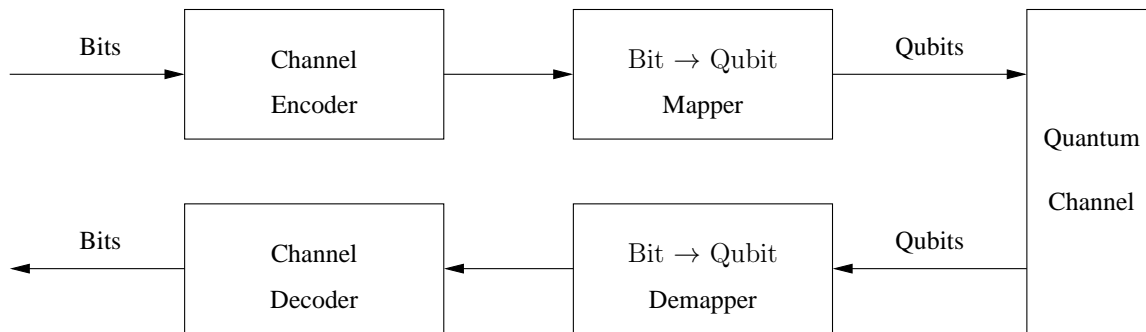 Bits
Channel
Encoder
Bit → Qubit
Mapper
Qubits
Quantum
Channel
Bits
Channel
Decoder
Bit → Qubit
Demapper
Qubits